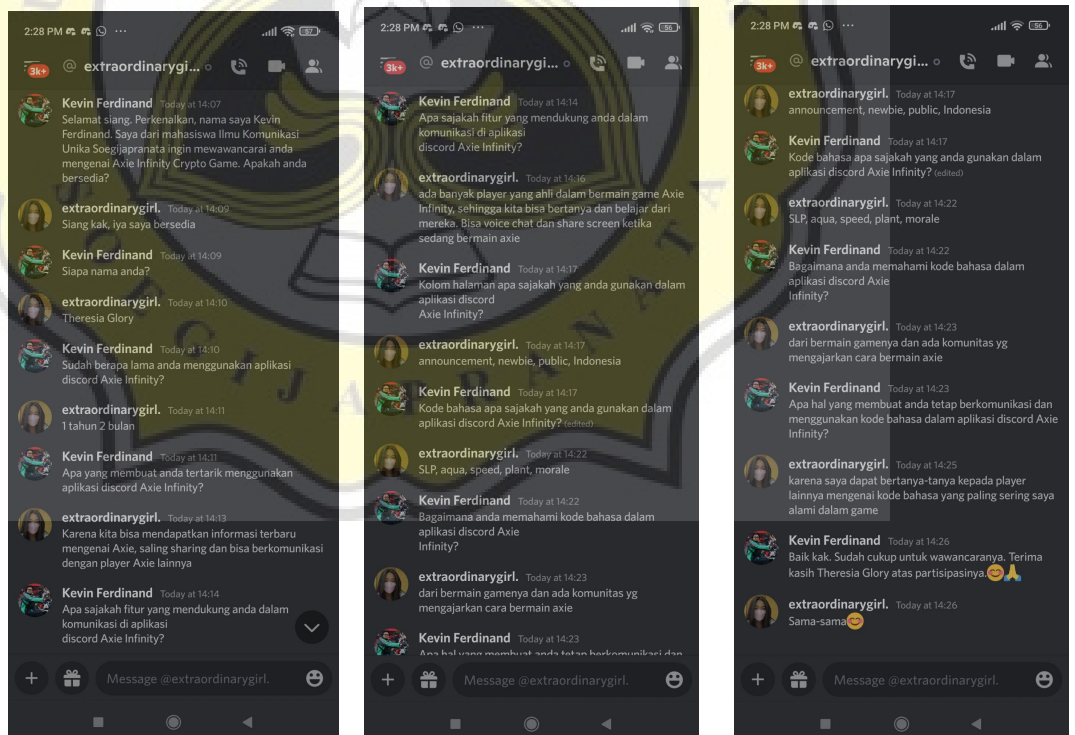 2:28 PM
57
3k+
@ extraordinarygi...
Kevin Ferdinand Today at 14:07
Selamat siang. Perkenalkan, nama saya Kevin
Ferdinand. Saya dari mahasiswa Ilmu Komunikasi
Unika Soegijapranata ingin mewawancarai anda
mengenai Axie Infinity Crypto Game. Apakah anda
bersedia?
extraordinarygirl. Today at 14:09
Siang kak, iya saya bersedia
Kevin Ferdinand Today at 14:09
Siapa nama anda?
extraordinarygirl. Today at 14:10
Theresia Glory
Kevin Ferdinand Today at 14:10
Sudah berapa lama anda menggunakan aplikasi
discord Axie Infinity?
extraordinarygirl. Today at 14:11
1 tahun 2 bulan
Kevin Ferdinand Today at 14:11
Apa yang membuat anda tertarik menggunakan
aplikasi discord Axie Infinity?
extraordinarygirl. Today at 14:13
Karena kita bisa mendapatkan informasi terbaru
mengenai Axie, saling sharing dan bisa berkomunikasi
dengan player Axie lainnya
Kevin Ferdinand Today at 14:14
Apa sajakah fitur yang mendukung anda dalam
komunikasi di aplikasi
discord Axie Infinity?
Message @extraordinarygirl.
2:28 PM
56
3k+
@ extraordinarygi...
Kevin Ferdinand Today at 14:14
Apa sajakah fitur yang mendukung anda dalam
komunikasi di aplikasi
discord Axie Infinity?
extraordinarygirl. Today at 14:16
ada banyak player yang ahli dalam bermain game Axie
Infinity, sehingga kita bisa bertanya dan belajar dari
mereka. Bisa voice chat dan share screen ketika
sedang bermain axie
Kevin Ferdinand Today at 14:17
Kolom halaman apa sajakah yang anda gunakan dalam
aplikasi discord
Axie Infinity?
extraordinarygirl. Today at 14:17
announcement, newbie, public, Indonesia
Kevin Ferdinand Today at 14:17
Kode bahasa apa sajakah yang anda gunakan dalam
aplikasi discord Axie Infinity? (edited)
extraordinarygirl. Today at 14:22
SLP, aqua, speed, plant, morale
Kevin Ferdinand Today at 14:22
Bagaimana anda memahami kode bahasa dalam
aplikasi discord Axie
Infinity?
extraordinarygirl. Today at 14:23
dari bermain gamenya dan ada komunitas yg
mengajarkan cara bermain axie
Kevin Ferdinand Today at 14:23
Apa hal yang membuat anda tetap berkomunikasi dan
Message @extraordinarygirl.
2:28 PM
56
3k+
@ extraordinarygi...
extraordinarygirl. Today at 14:17
announcement, newbie, public, Indonesia
Kevin Ferdinand Today at 14:17
Kode bahasa apa sajakah yang anda gunakan dalam
aplikasi discord Axie Infinity? (edited)
extraordinarygirl. Today at 14:22
SLP, aqua, speed, plant, morale
Kevin Ferdinand Today at 14:22
Bagaimana anda memahami kode bahasa dalam
aplikasi discord Axie
Infinity?
extraordinarygirl. Today at 14:23
dari bermain gamenya dan ada komunitas yg
mengajarkan cara bermain axie
Kevin Ferdinand Today at 14:23
Apa hal yang membuat anda tetap berkomunikasi dan
menggunakan kode bahasa dalam aplikasi discord Axie
Infinity?
extraordinarygirl. Today at 14:25
karena saya dapat bertanya-tanya kepada player
lainnya mengenai kode bahasa yang paling sering saya
alami dalam game
Kevin Ferdinand Today at 14:26
Baik kak. Sudah cukup untuk wawancaranya. Terima
kasih Theresia Glory atas partisipasinya.😊🙏
extraordinarygirl. Today at 14:26
Sama-sama😊
Message @extraordinarygirl.